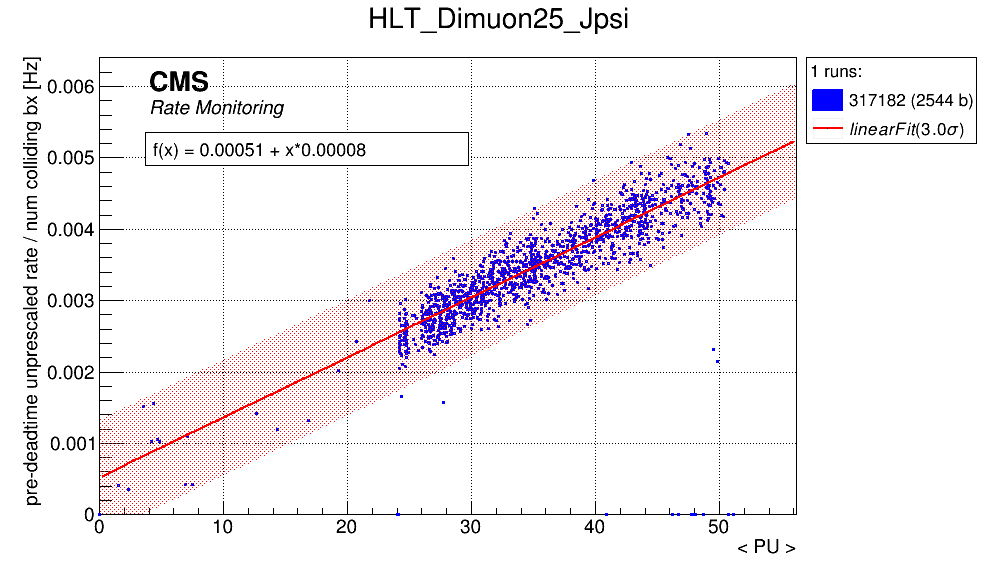 HLT_Dimuon25_Jpsi
pre-deadtime unprescaled rate / num colliding bx [Hz]
CMS
Rate Monitoring
f(x) = 0.00051 + x*0.00008
1 runs:
317182 (2544 b)
linearFit(3.0σ)
0.006
0.005
0.004
0.003
0.002
0.001
0
0 10 20 30 40 50
< PU >